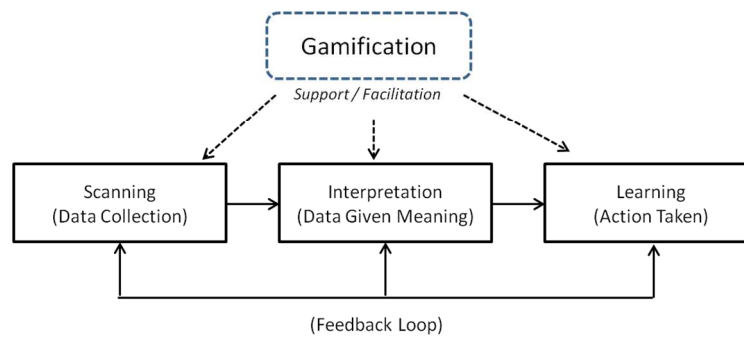 Gamification
Support / Facilitation
Scanning
(Data Collection)
Interpretation
(Data Given Meaning)
Learning
(Action Taken)
(Feedback Loop)